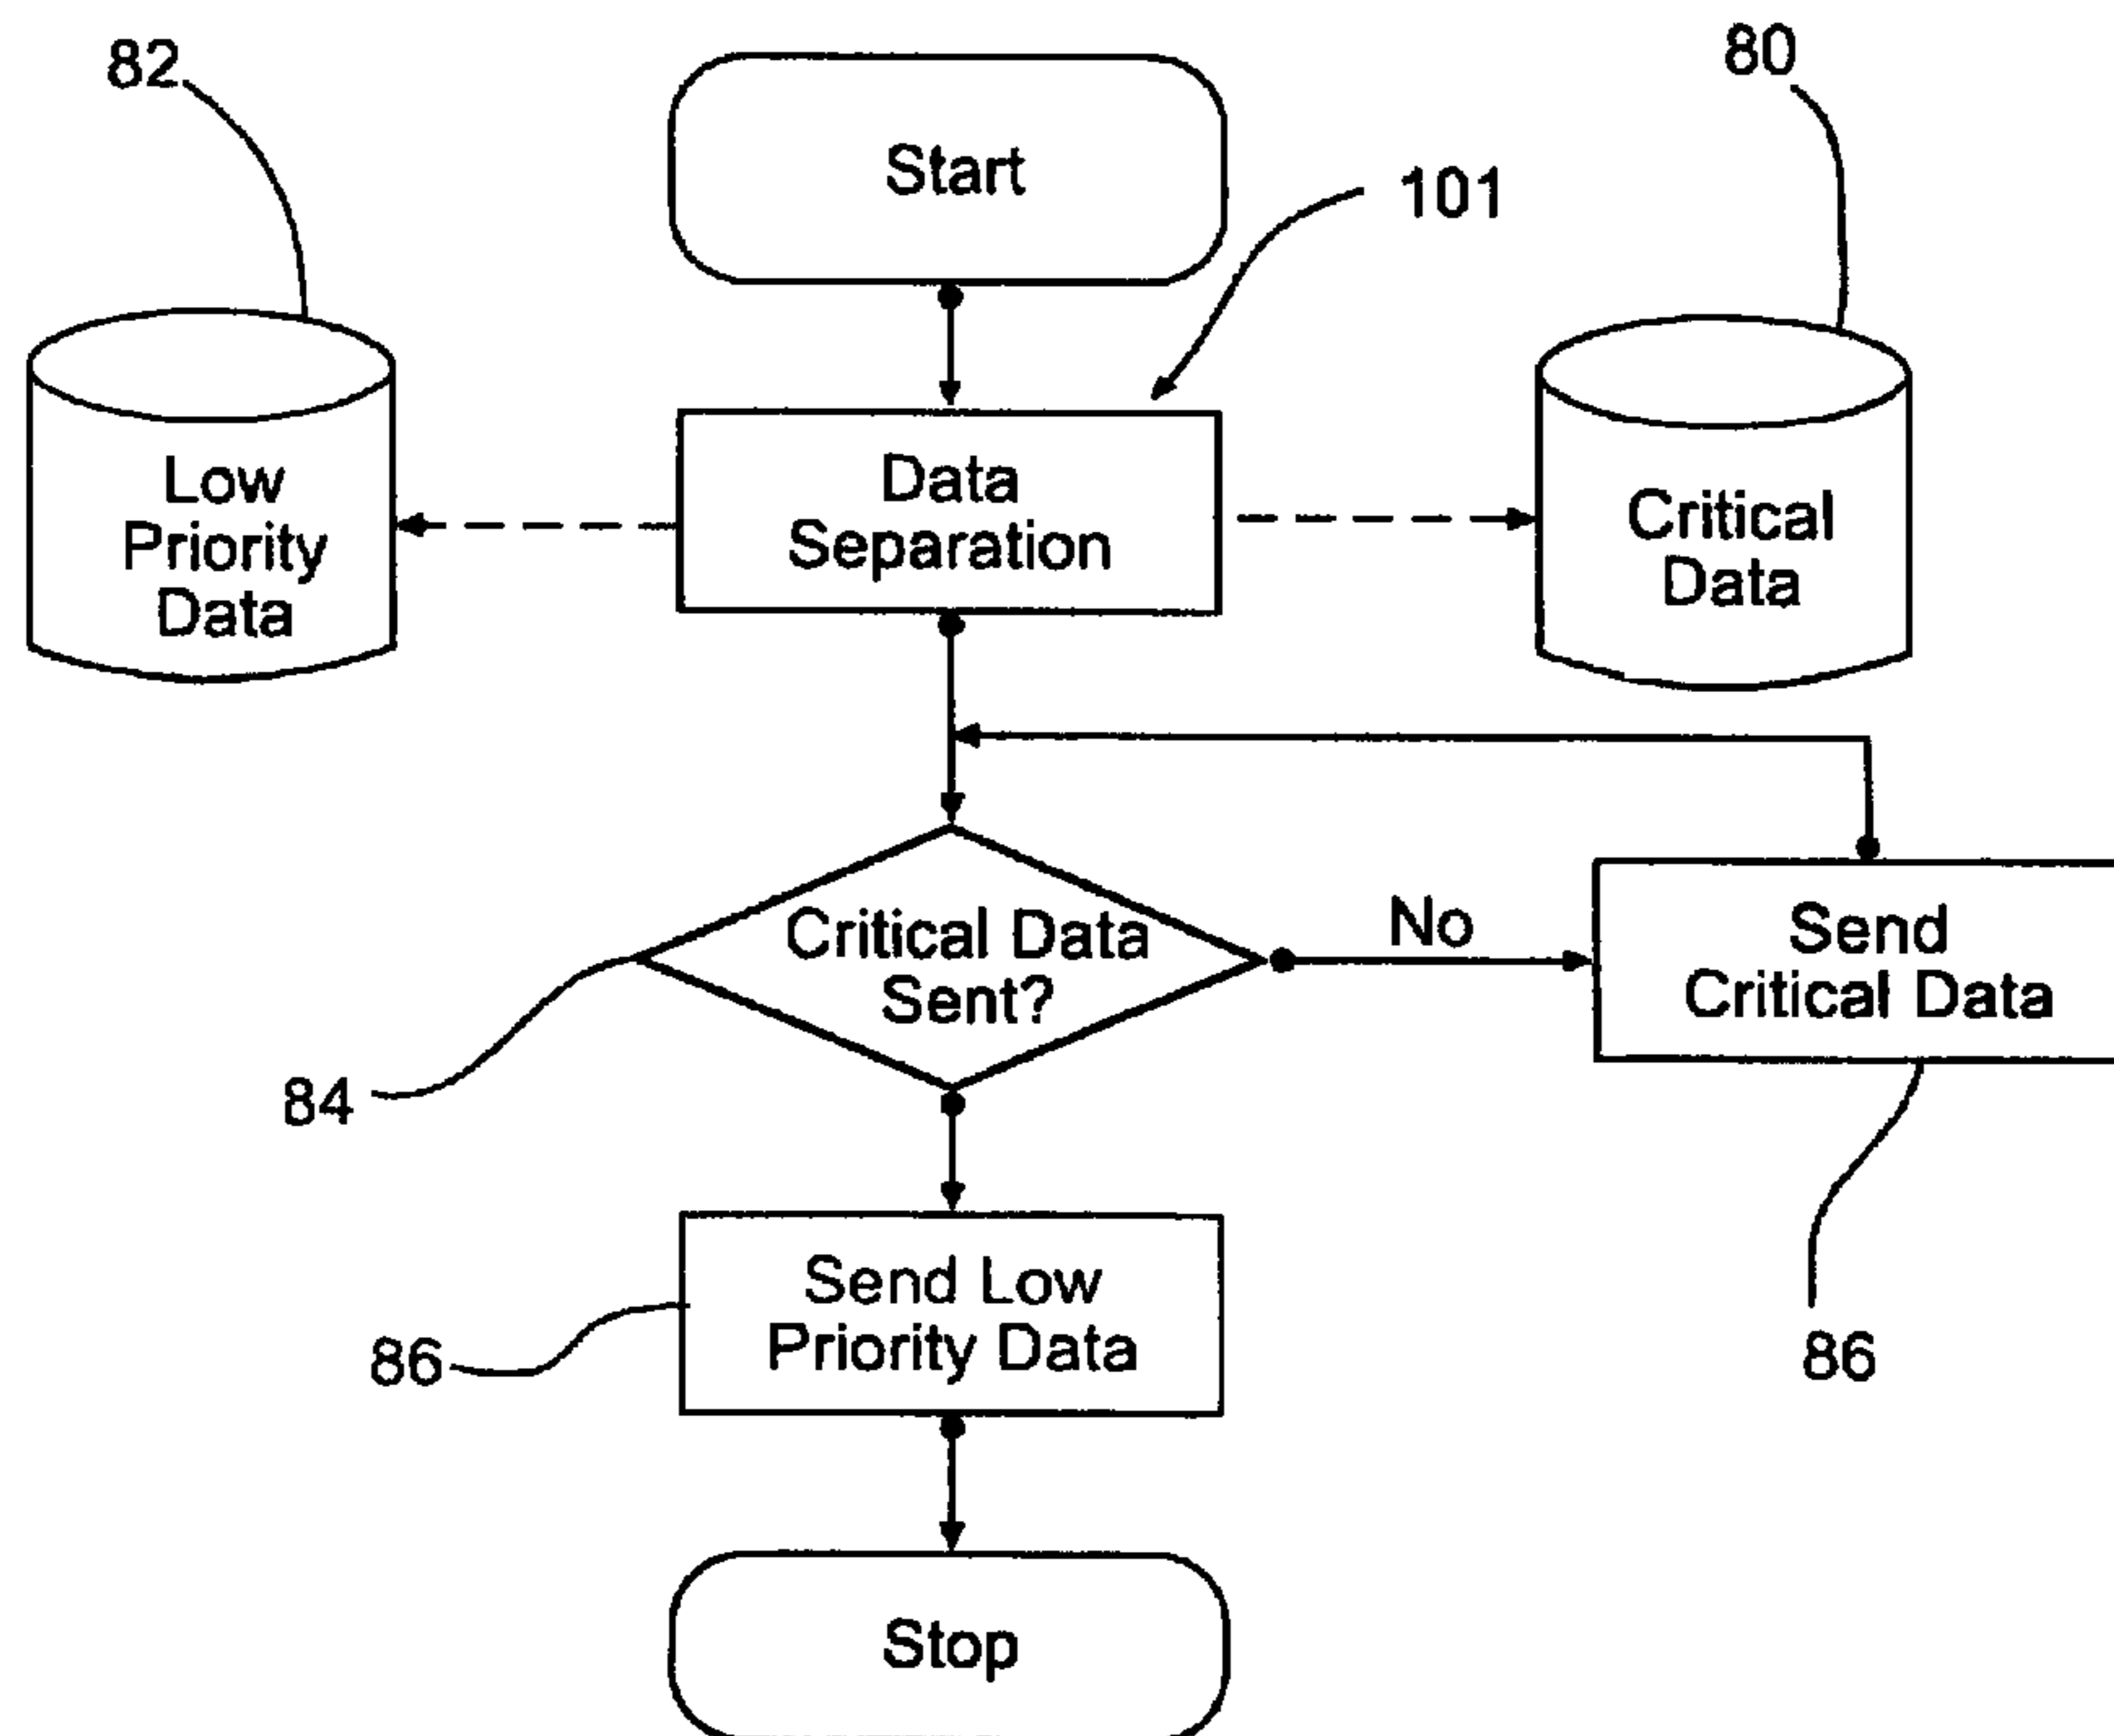 82
80
Start
101
Low
Priority
Data
Data
Separation
Critical
Data
Critical Data
Sent?
No
Send
Critical Data
84
Send Low
Priority Data
86
86
Stop